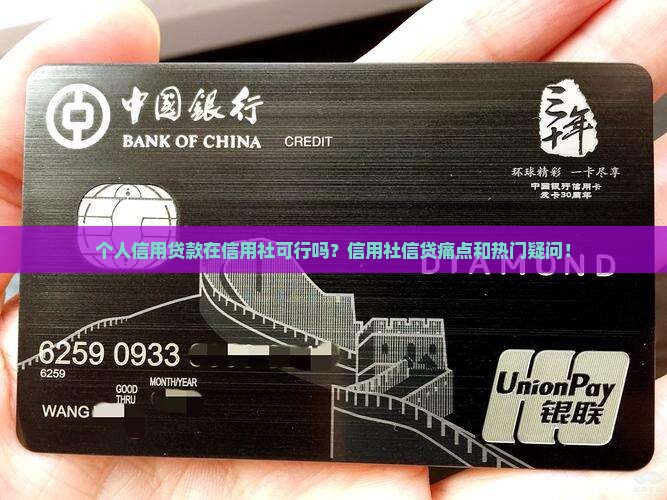 中國銀行
BANK OF CHINA
CREDIT
三十年
环球精彩 一卡尽享
中国银行信用卡
发卡30周年
个人信用贷款在信用社可行吗？信用社信贷痛点和热门疑问！
DIAMOND
6259 0933
6259
GOOD THRU
MONTH/YEAR
WANG
UnionPay
银联